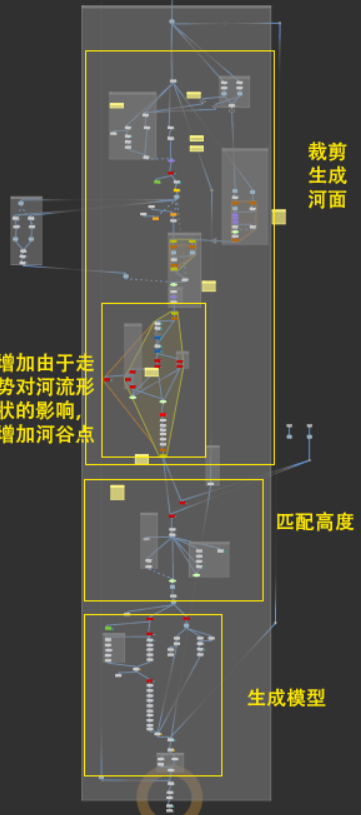 裁剪
生成
河面
增加由于走
势对河流形
状的影响,
增加河谷点
匹配高度
生成模型